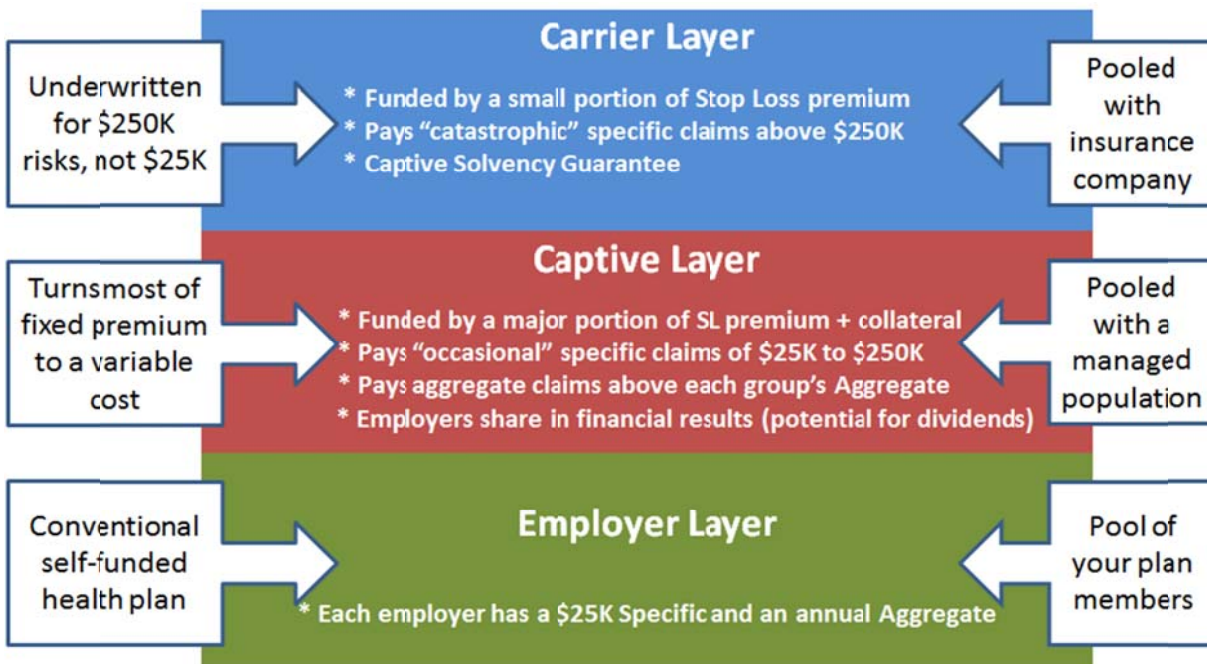 Carrier Layer
Underwritten
for $250K
risks, not $25K
* Funded by a small portion of Stop Loss premium
* Pays “catastrophic” specific claims above $250K
* Captive Solvency Guarantee
Pooled
with
insurance
company
Captive Layer
Turnsmost of
fixed premium
to a variable
cost
* Funded by a major portion of SL premium + collateral
* Pays “occasional” specific claims of $25K to $250K
* Pays aggregate claims above each group’s Aggregate
* Employers share in financial results (potential for dividends)
Pooled
with a
managed
population
Employer Layer
Conventional
self-funded
health plan
* Each employer has a $25K Specific and an annual Aggregate
Pool of
your plan
members